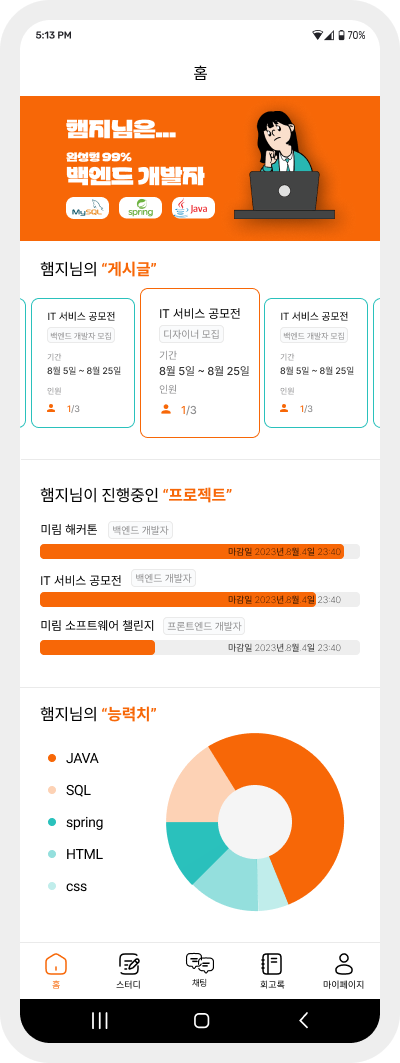 5:13 PM
70%
홈
햄지님은...
완성형 99%
백엔드 개발자
MySQL
spring
Java
햄지님의 “게시글”
IT 서비스 공모전
백엔드 개발자 모집
기간
8월 5일 ~ 8월 25일
인원
1/3
IT 서비스 공모전
디자이너 모집
기간
8월 5일 ~ 8월 25일
인원
1/3
IT 서비스 공모전
백엔드 개발자 모집
기간
8월 5일 ~ 8월 25일
인원
1/3
햄지님이 진행중인 “프로젝트”
미림 해커톤 백엔드 개발자
마감일 2023년.8월.4일 23:40
IT 서비스 공모전 백엔드 개발자
마감일 2023년.8월.4일 23:40
미림 소프트웨어 챌린지 프론트엔드 개발자
마감일 2023년.8월.4일 23:40
햄지님의 “능력치”
JAVA
SQL
spring
HTML
css
홈
스터디
채팅
회고록
마이페이지